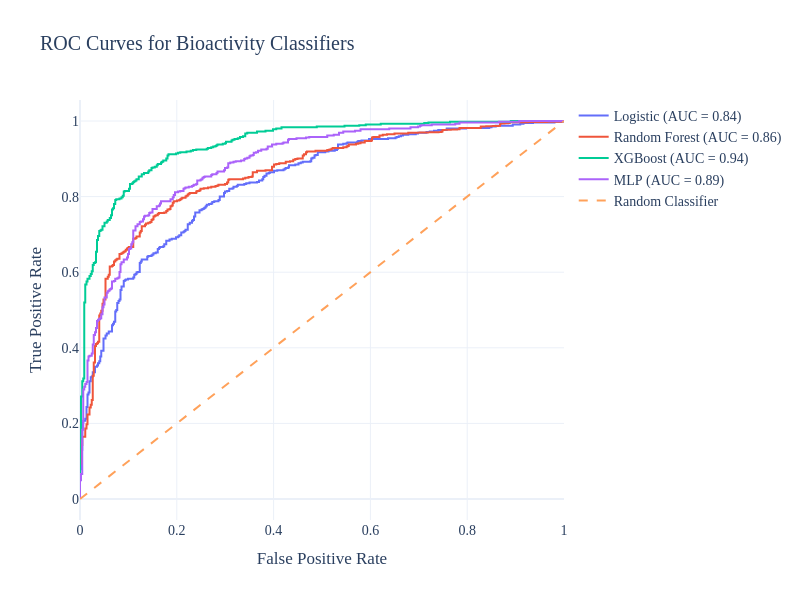 ROC Curves for Bioactivity Classifiers
Logistic (AUC = 0.84)
Random Forest (AUC = 0.86)
XGBoost (AUC = 0.94)
MLP (AUC = 0.89)
Random Classifier
True Positive Rate
1
0.8
0.6
0.4
0.2
0
0 0.2 0.4 0.6 0.8 1
False Positive Rate